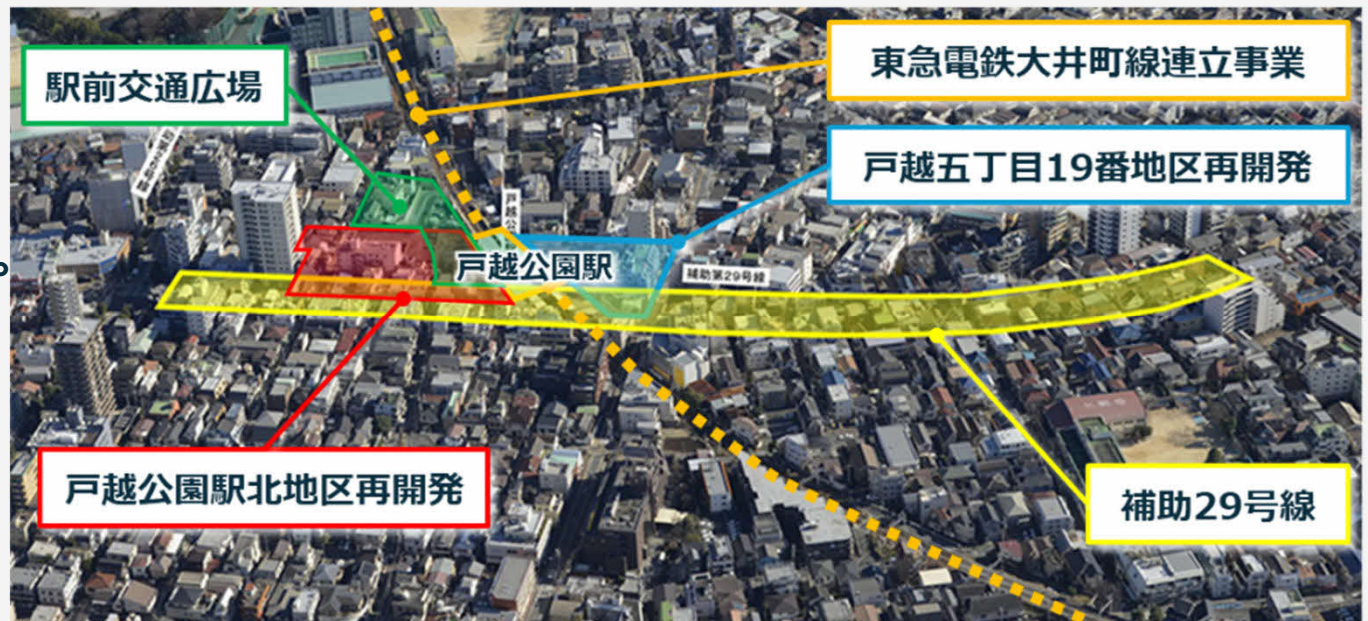 駅前交通広場
東急電鉄大井町線連立事業
戸越五丁目19番地区再開発
戸越公園駅
補助第29号線
戸越公園駅北地区再開発
補助29号線